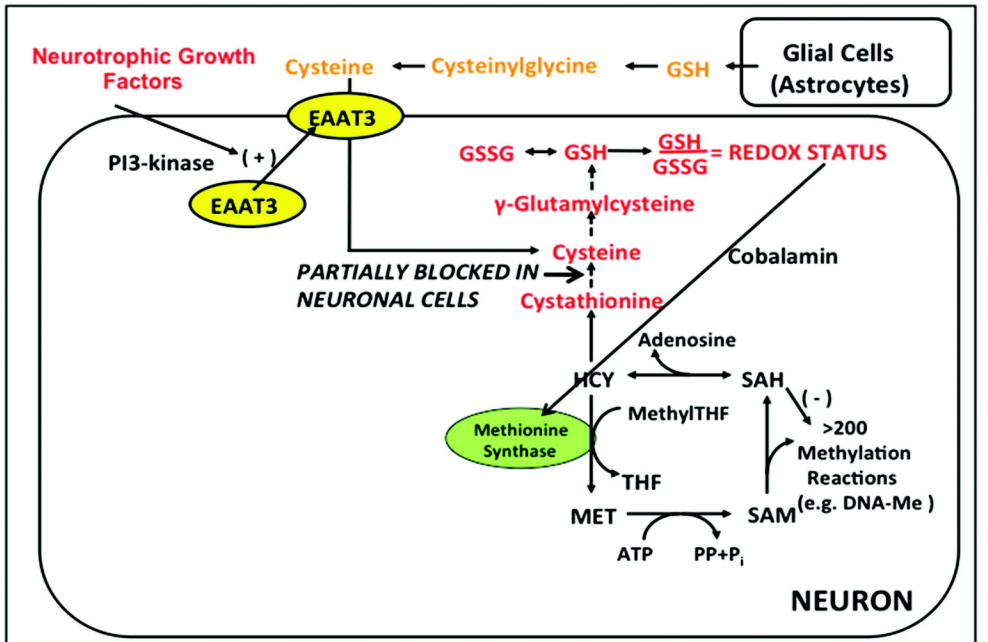 Neurotrophic Growth
Factors
Cysteine
Cysteinylglycine
GSH
Glial Cells
(Astrocytes)
EAAT3
PI3-kinase
( + )
EAAT3
GSSG
GSH
GSH
GSSG
= REDOX STATUS
γ-Glutamylcysteine
Cysteine
Cobalamin
PARTIALLY BLOCKED IN
NEURONAL CELLS
Cystathionine
Adenosine
HCY
SAH
( - )
Methionine
Synthase
MethylTHF
>200
Methylation
Reactions
(e.g. DNA-Me )
THF
MET
SAM
ATP
PP+Pi
NEURON